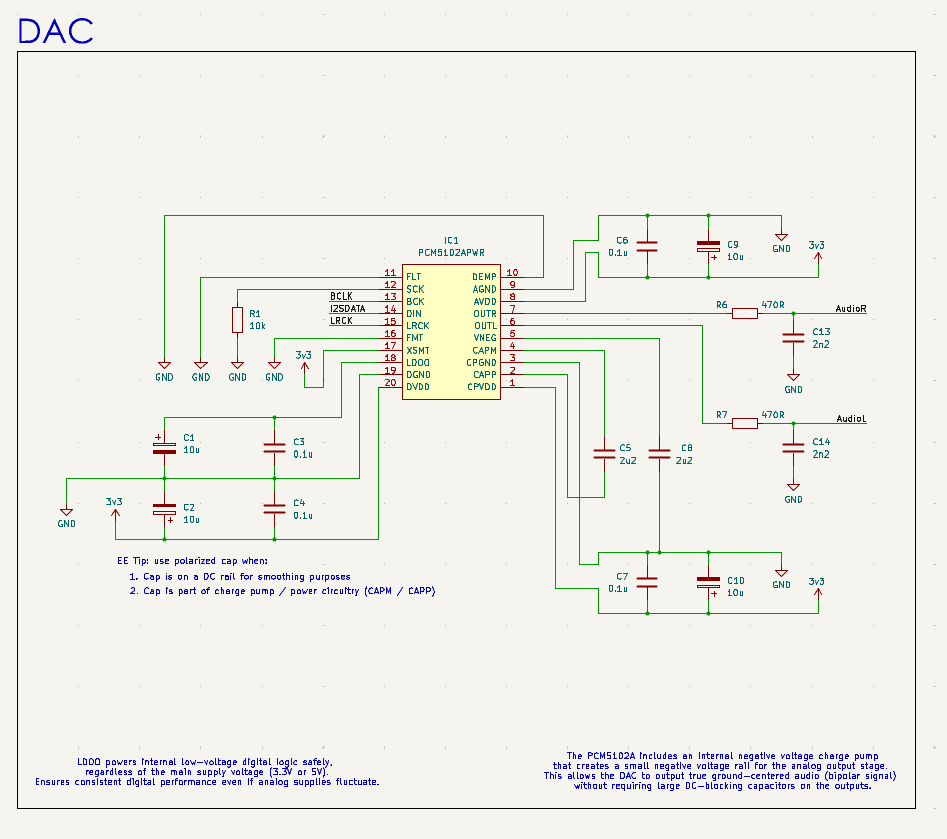 DAC
IC1
PCM5102APWR
11 FLT DEMP 10
12 SCK AGND 9
13 BCK AVDD 8
14 DIN OUTR 7
15 LRCK OUTL 6
16 FMT VNEG 5
17 XSMT CAPM 4
18 LDOO CPGND 3
19 DGND CAPP 2
20 DVDD CPVDD 1
BCLK
I2SDATA
LRCK
R1
10k
GND
GND
GND
GND
3v3
C6
0.1u
C9
10u
GND
3v3
R6 470R
AudioR
C13
2n2
GND
R7 470R
AudioL
C14
2n2
GND
C1
10u
C3
0.1u
C2
10u
C4
0.1u
GND
3v3
C5
2u2
C8
2u2
C7
0.1u
C10
10u
GND
3v3
EE Tip: use polarized cap when:
1. Cap is on a DC rail for smoothing purposes
2. Cap is part of charge pump / power circuitry (CAPM / CAPP)
LDOO powers internal low-voltage digital logic safely,
regardless of the main supply voltage (3.3V or 5V).
Ensures consistent digital performance even if analog supplies fluctuate.
The PCM5102A includes an internal negative voltage charge pump
that creates a small negative voltage rail for the analog output stage.
This allows the DAC to output true ground-centered audio (bipolar signal)
without requiring large DC-blocking capacitors on the outputs.